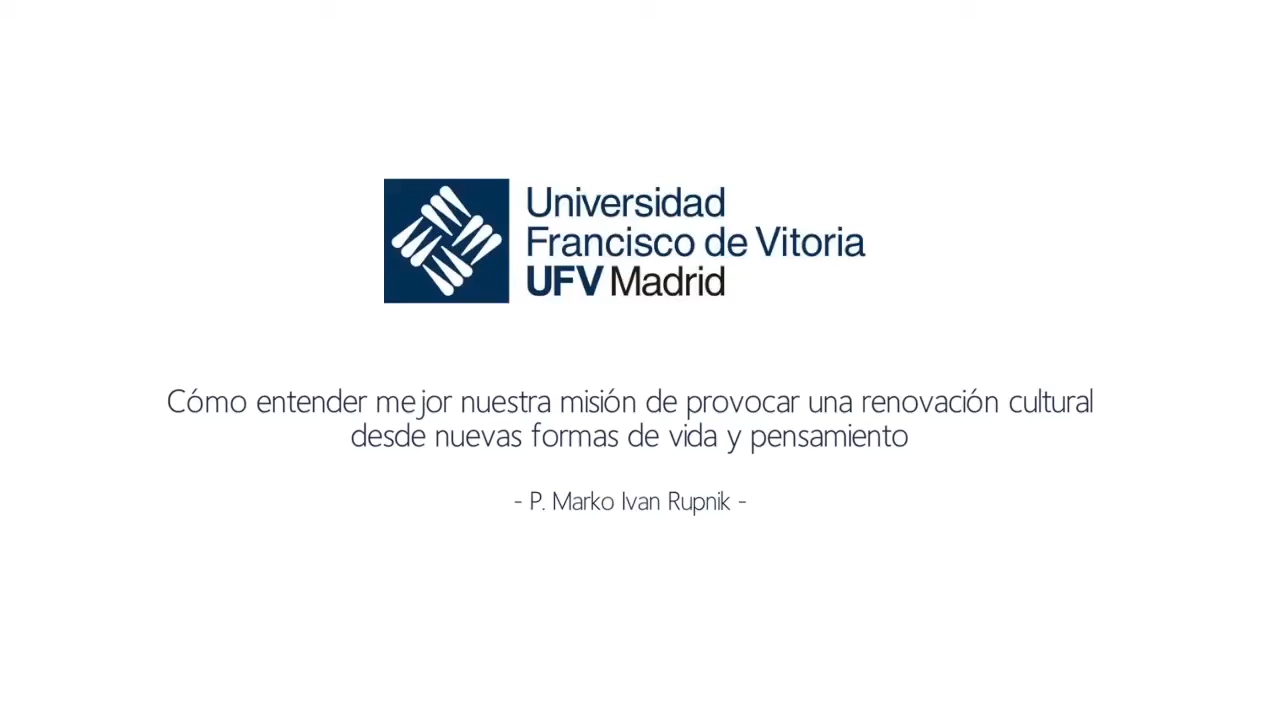 Universidad
Francisco de Vitoria
UFV Madrid
Cómo entender mejor nuestra misión de provocar una renovación cultural
desde nuevas formas de vida y pensamiento
- P. Marko Ivan Rupnik -